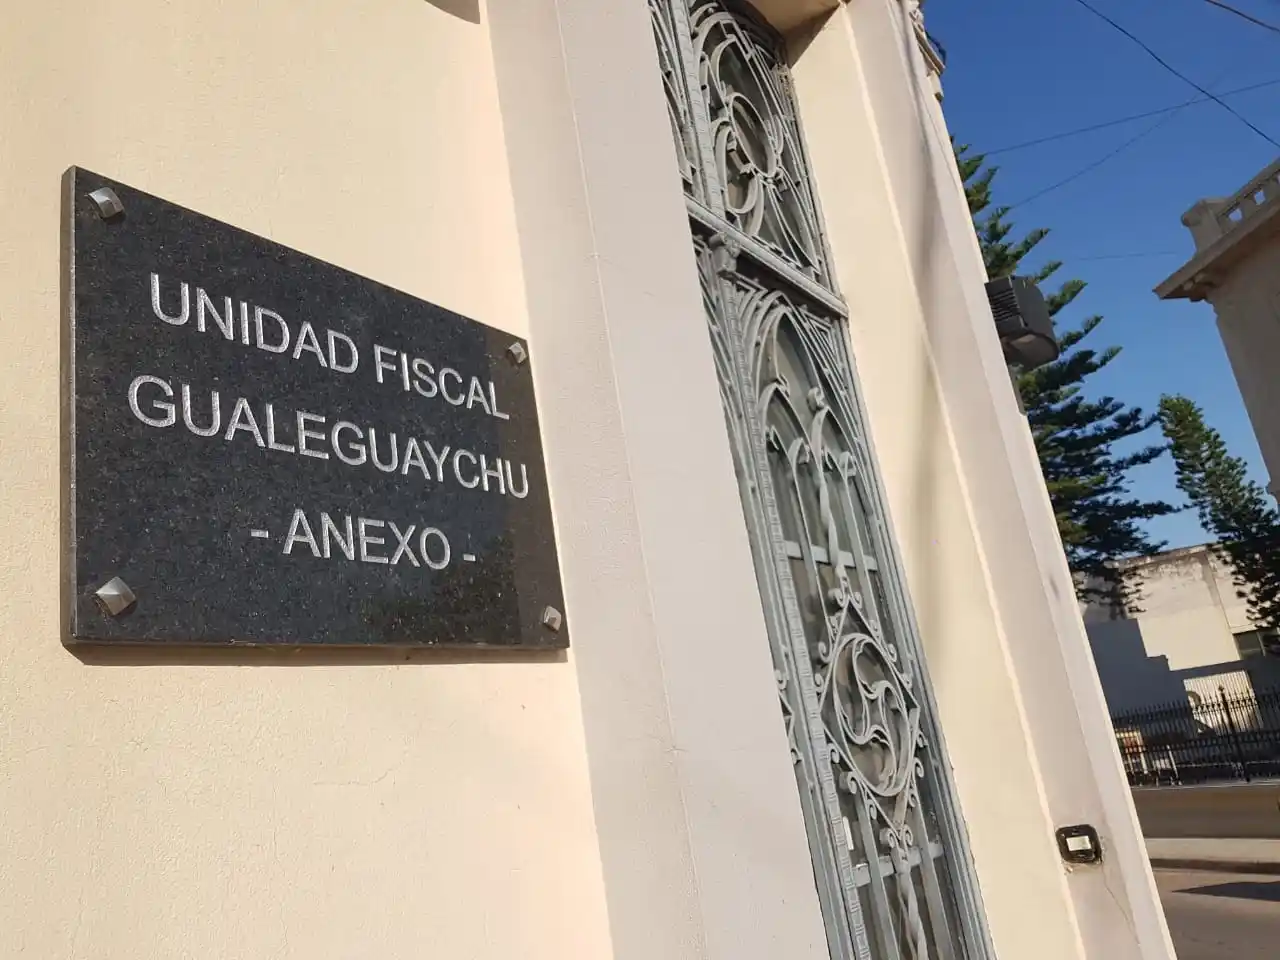 UNIDAD FISCAL
GUALEGUAYCHU
- ANEXO -